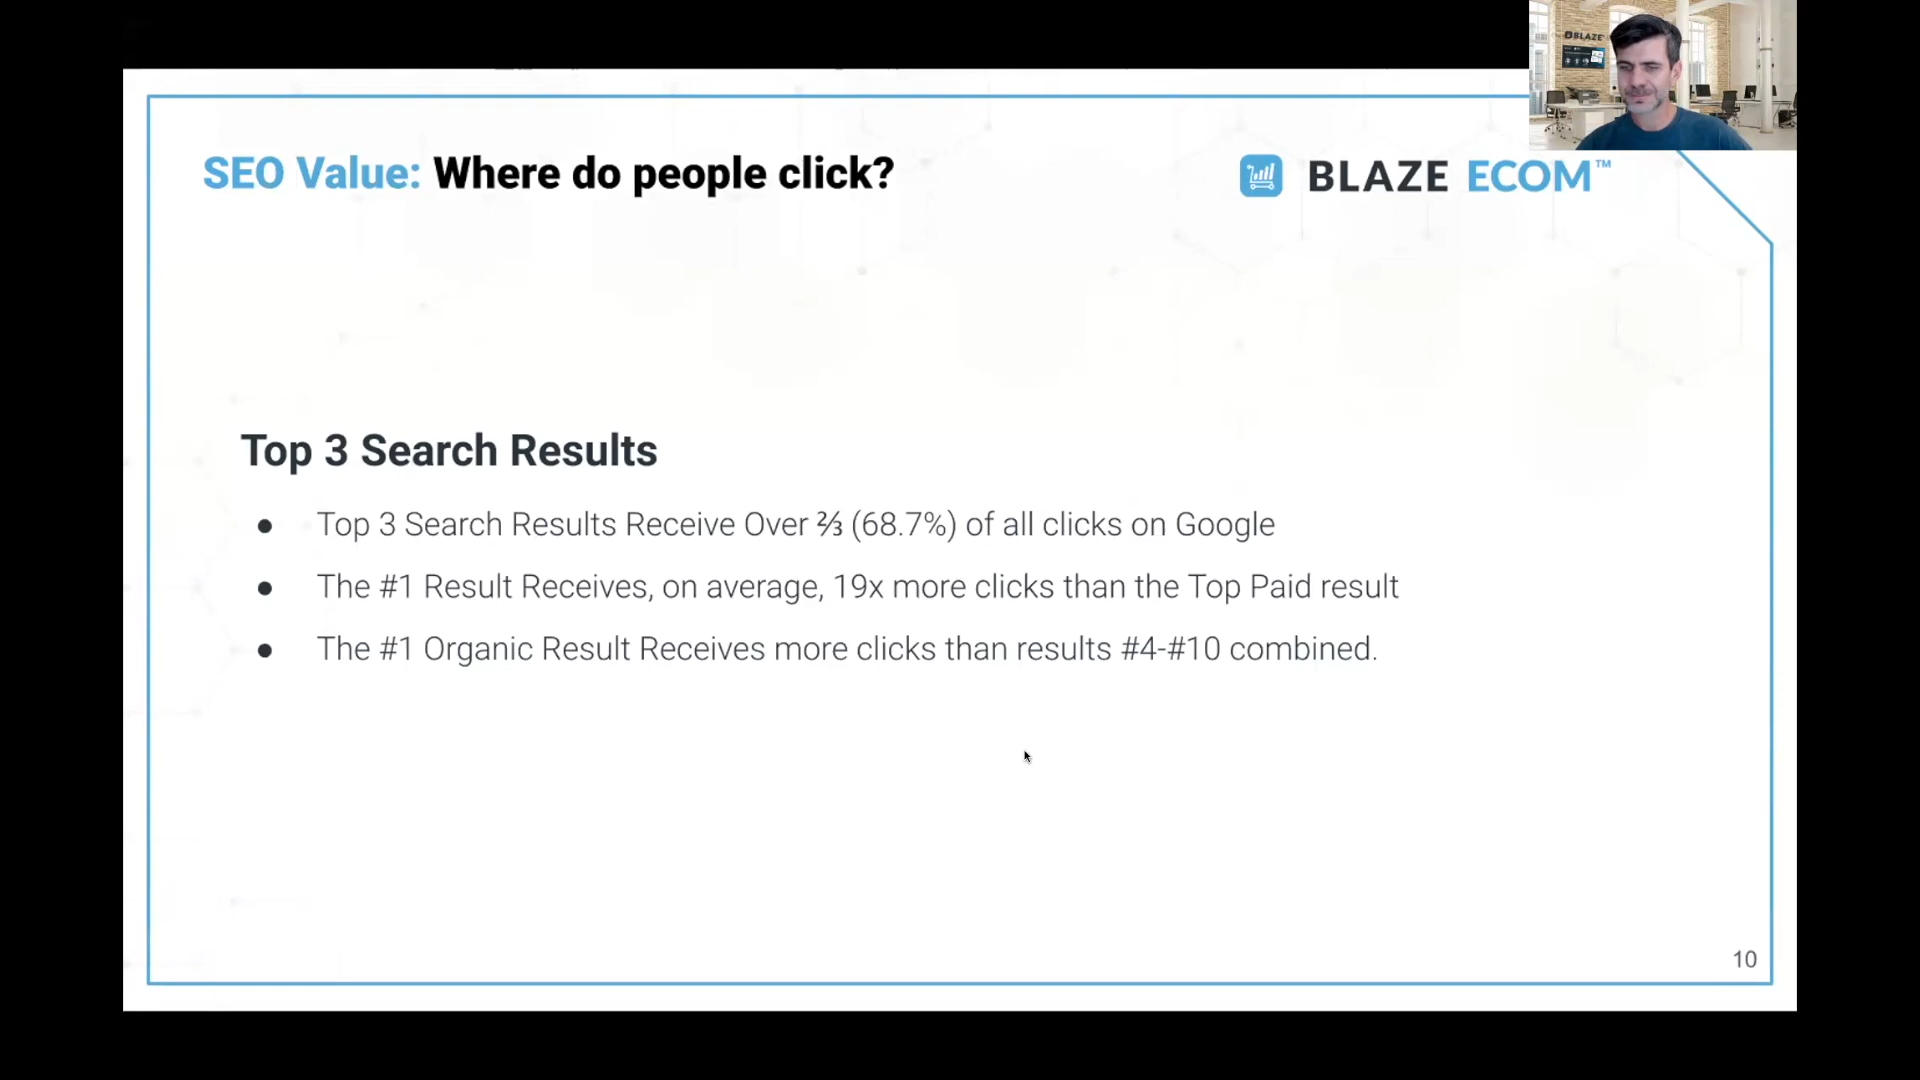 BLAZE
SEO Value: Where do people click?
BLAZE ECOM™
Top 3 Search Results
● Top 3 Search Results Receive Over ⅔ (68.7%) of all clicks on Google
● The #1 Result Receives, on average, 19x more clicks than the Top Paid result
● The #1 Organic Result Receives more clicks than results #4-#10 combined.
10